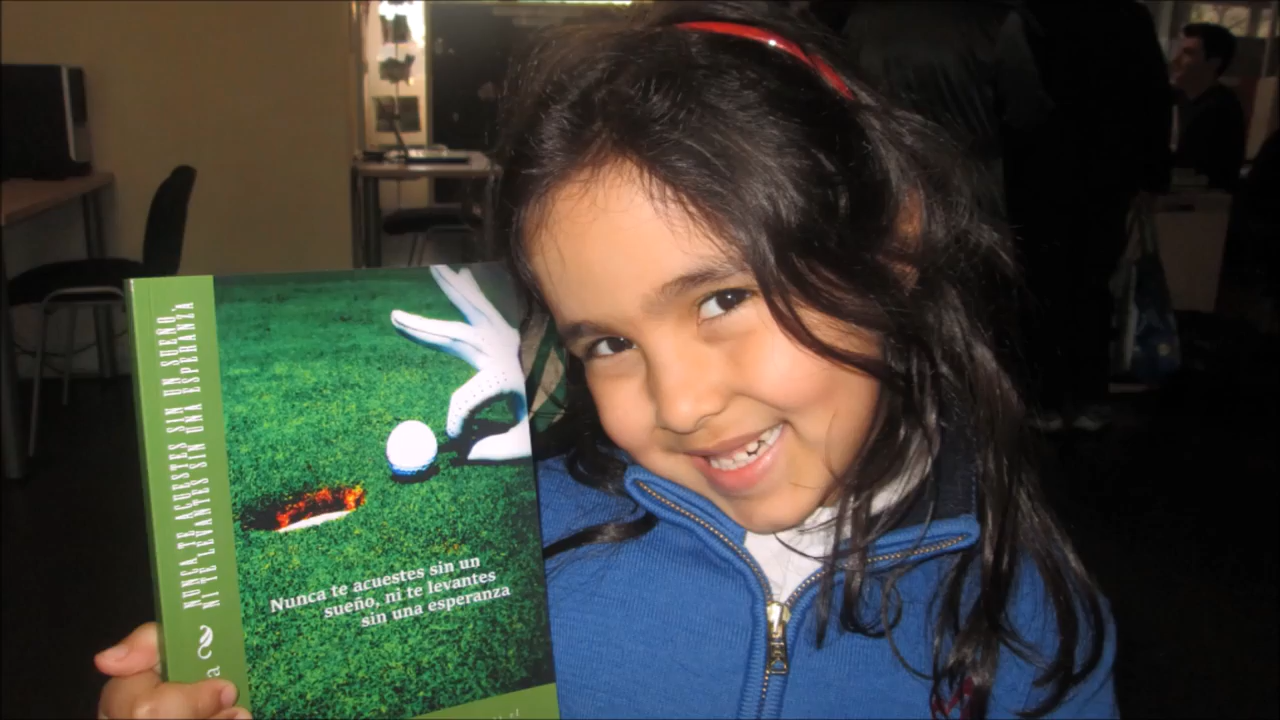 NUNCA TE ACUESTES SIN UN SUEÑO,
NI TE LEVANTES SIN UNA ESPERANZA
Nunca te acuestes sin un
sueño, ni te levantes
sin una esperanza